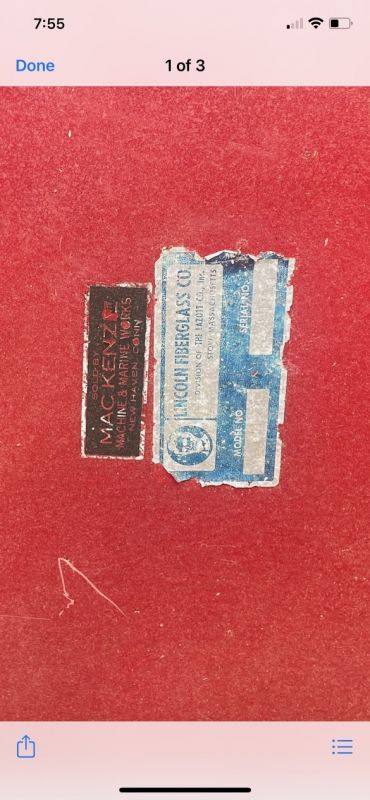 7:55
Done
1 of 3
SOLD BY
MACKENZIE
MACHINE & MARINE WORKS
NEW HAVEN, CONN.
LINCOLN FIBERGLASS CO.
DIVISION OF THE FAZOTT CO., INC.
STOW, MASSACHUSETTS
MODEL NO.
SERIAL NO.